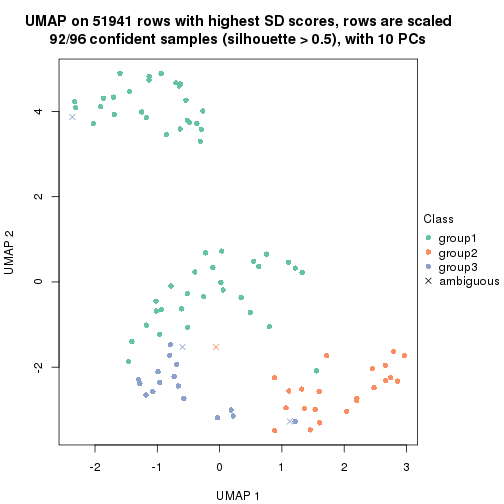 UMAP on 51941 rows with highest SD scores, rows are scaled
92/96 confident samples (silhouette > 0.5), with 10 PCs
4
2
0
-2
UMAP 2
-2
-1
0
1
2
3
UMAP 1
Class
group1
group2
group3
ambiguous